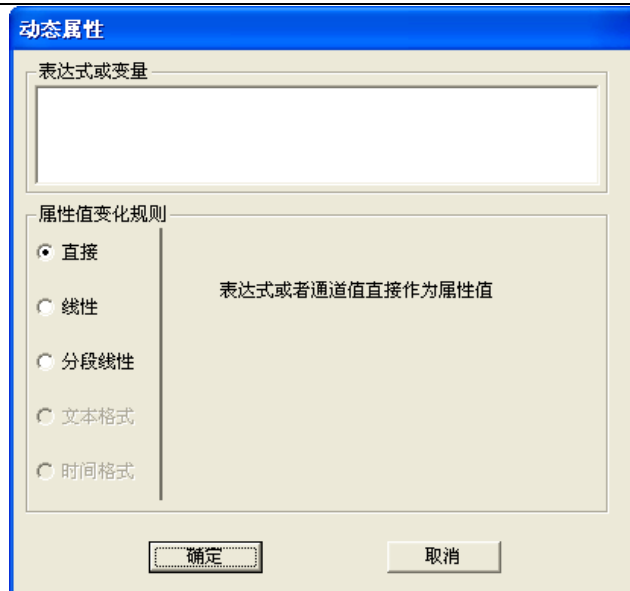 动态属性
表达式或变量
属性值变化规则
直接
表达式或者通道值直接作为属性值
线性
分段线性
文本格式
时间格式
确定
取消